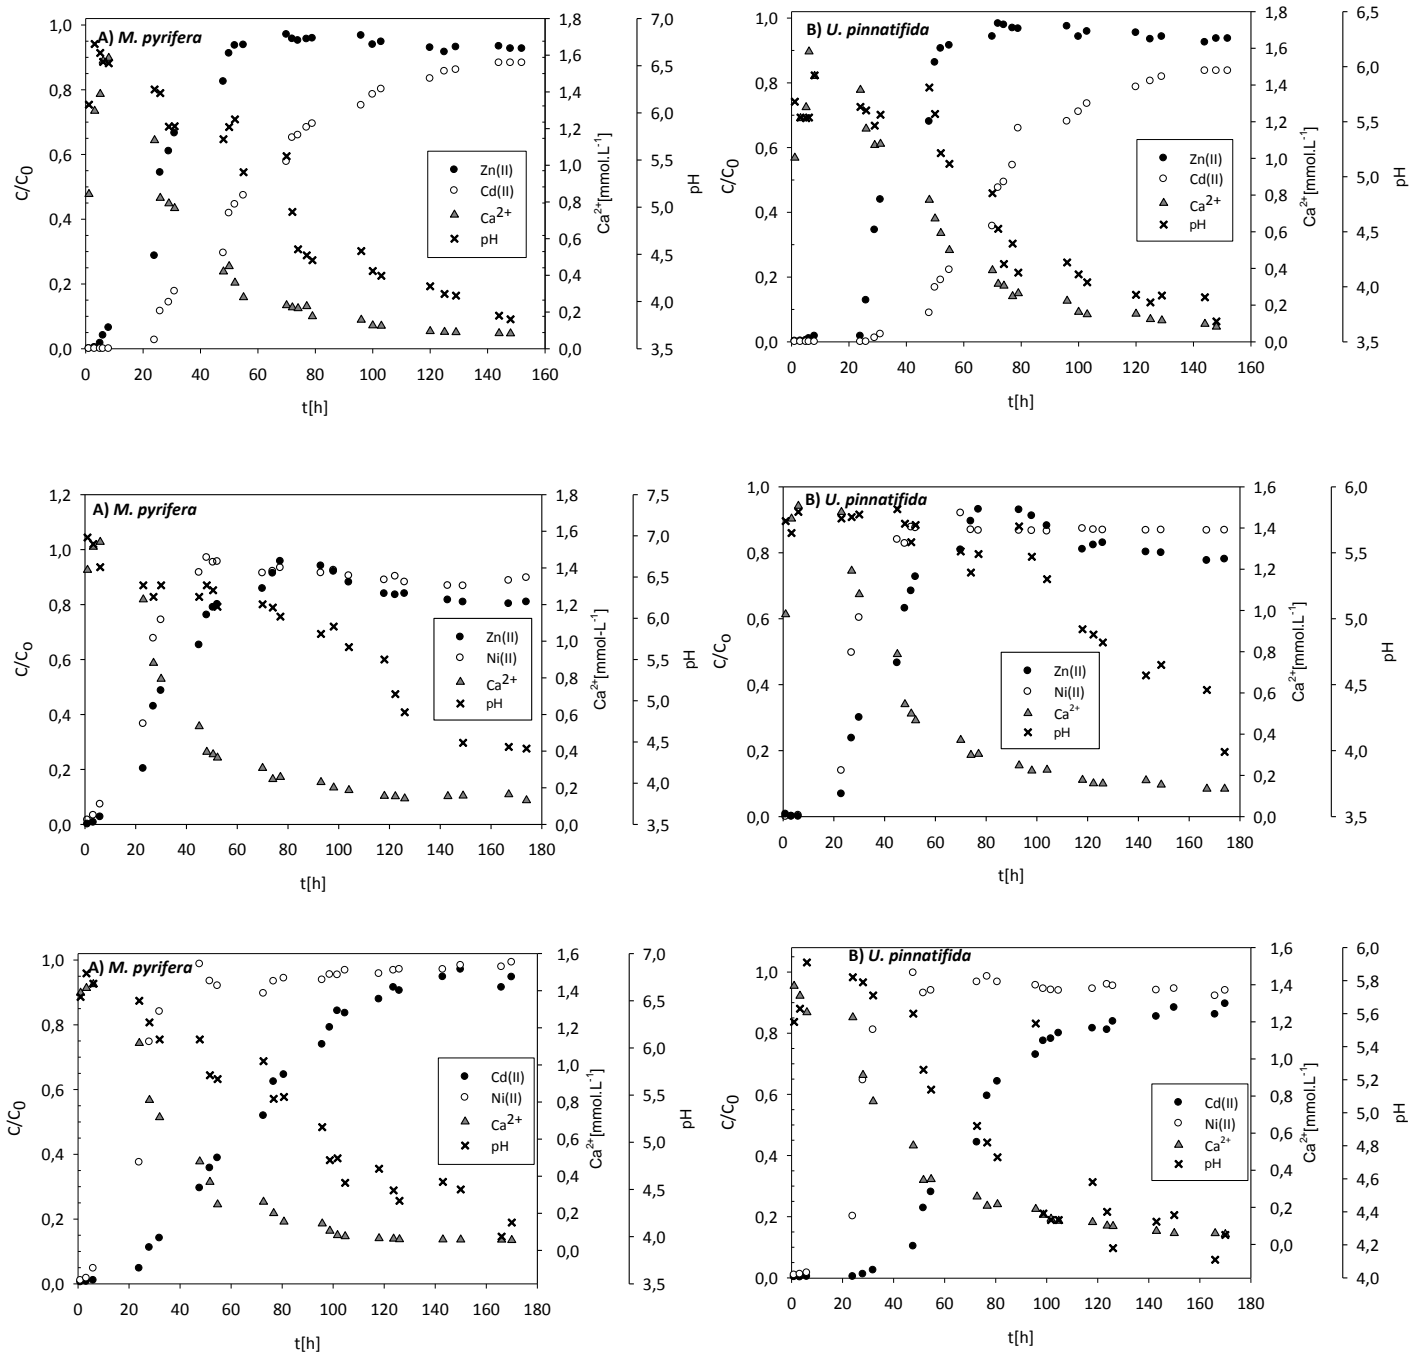 A) M. pyrifera
1,0
0,8
0,6
0,4
0,2
0,0
C/C0
0 20 40 60 80 100 120 140 160
t[h]
1,8
1,6
1,4
1,2
1,0
0,8
0,6
0,4
0,2
0,0
Ca2+[mmol.L-1]
7,0
6,5
6,0
5,5
5,0
4,5
4,0
3,5
pH
Zn(II)
Cd(II)
Ca2+
pH
B) U. pinnatifida
1,0
0,8
0,6
0,4
0,2
0,0
C/C0
0 20 40 60 80 100 120 140 160
t[h]
1,8
1,6
1,4
1,2
1,0
0,8
0,6
0,4
0,2
0,0
Ca2+[mmol.L-1]
6,5
6,0
5,5
5,0
4,5
4,0
3,5
pH
Zn(II)
Cd(II)
Ca2+
pH
A) M. pyrifera
1,2
1,0
0,8
0,6
0,4
0,2
0,0
C/Co
0 20 40 60 80 100 120 140 160 180
t[h]
1,8
1,6
1,4
1,2
1,0
0,8
0,6
0,4
0,2
0,0
Ca2+[mmol-L-1]
7,5
7,0
6,5
6,0
5,5
5,0
4,5
4,0
3,5
pH
Zn(II)
Ni(II)
Ca2+
pH
B) U. pinnatifida
1,0
0,8
0,6
0,4
0,2
0,0
C/Co
0 20 40 60 80 100 120 140 160 180
t[h]
1,6
1,4
1,2
1,0
0,8
0,6
0,4
0,2
0,0
Ca2+[mmol.L-1]
6,0
5,5
5,0
4,5
4,0
3,5
pH
Zn(II)
Ni(II)
Ca2+
pH
A) M. pyrifera
1,0
0,8
0,6
0,4
0,2
0,0
C/C0
0 20 40 60 80 100 120 140 160 180
t[h]
1,6
1,4
1,2
1,0
0,8
0,6
0,4
0,2
0,0
Ca2+[mmol.L-1]
7,0
6,5
6,0
5,5
5,0
4,5
4,0
3,5
pH
Cd(II)
Ni(II)
Ca2+
pH
B) U. pinnatifida
1,0
0,8
0,6
0,4
0,2
0,0
C/C0
0 20 40 60 80 100 120 140 160 180
t[h]
1,6
1,4
1,2
1,0
0,8
0,6
0,4
0,2
0,0
Ca2+[mmol.L-1]
6,0
5,8
5,6
5,4
5,2
5,0
4,8
4,6
4,4
4,2
4,0
pH
Cd(II)
Ni(II)
Ca2+
pH